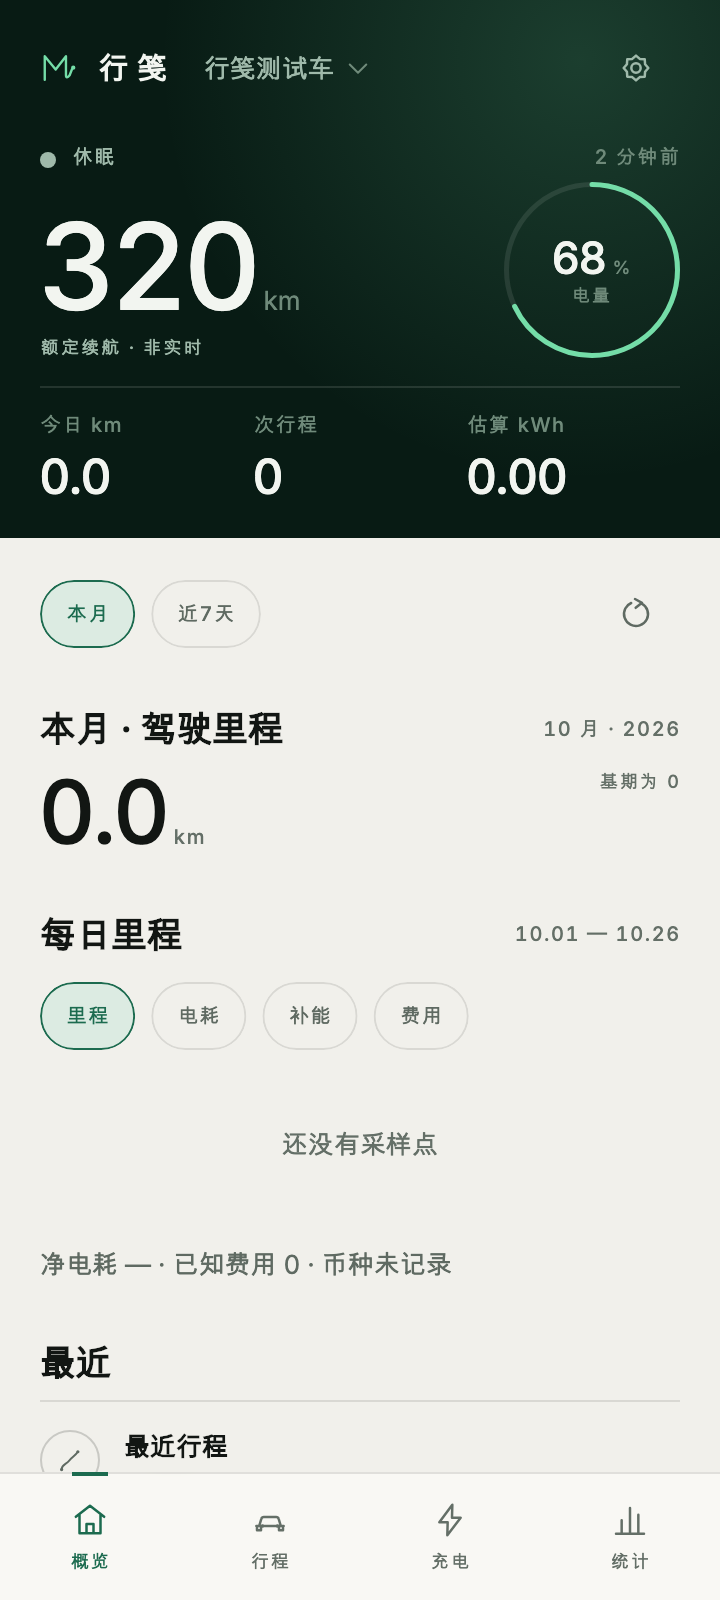 行笺 行笺测试车
休眠 2 分钟前
320 km
68 %
电量
额定续航 · 非实时
今日 km 次行程 估算 kWh
0.0 0 0.00
本月 近7天
本月 · 驾驶里程 10 月 · 2026
0.0 km 基期为 0
每日里程 10.01 — 10.26
里程 电耗 补能 费用
还没有采样点
净电耗 — · 已知费用 0 · 币种未记录
最近
最近行程
概览 行程 充电 统计